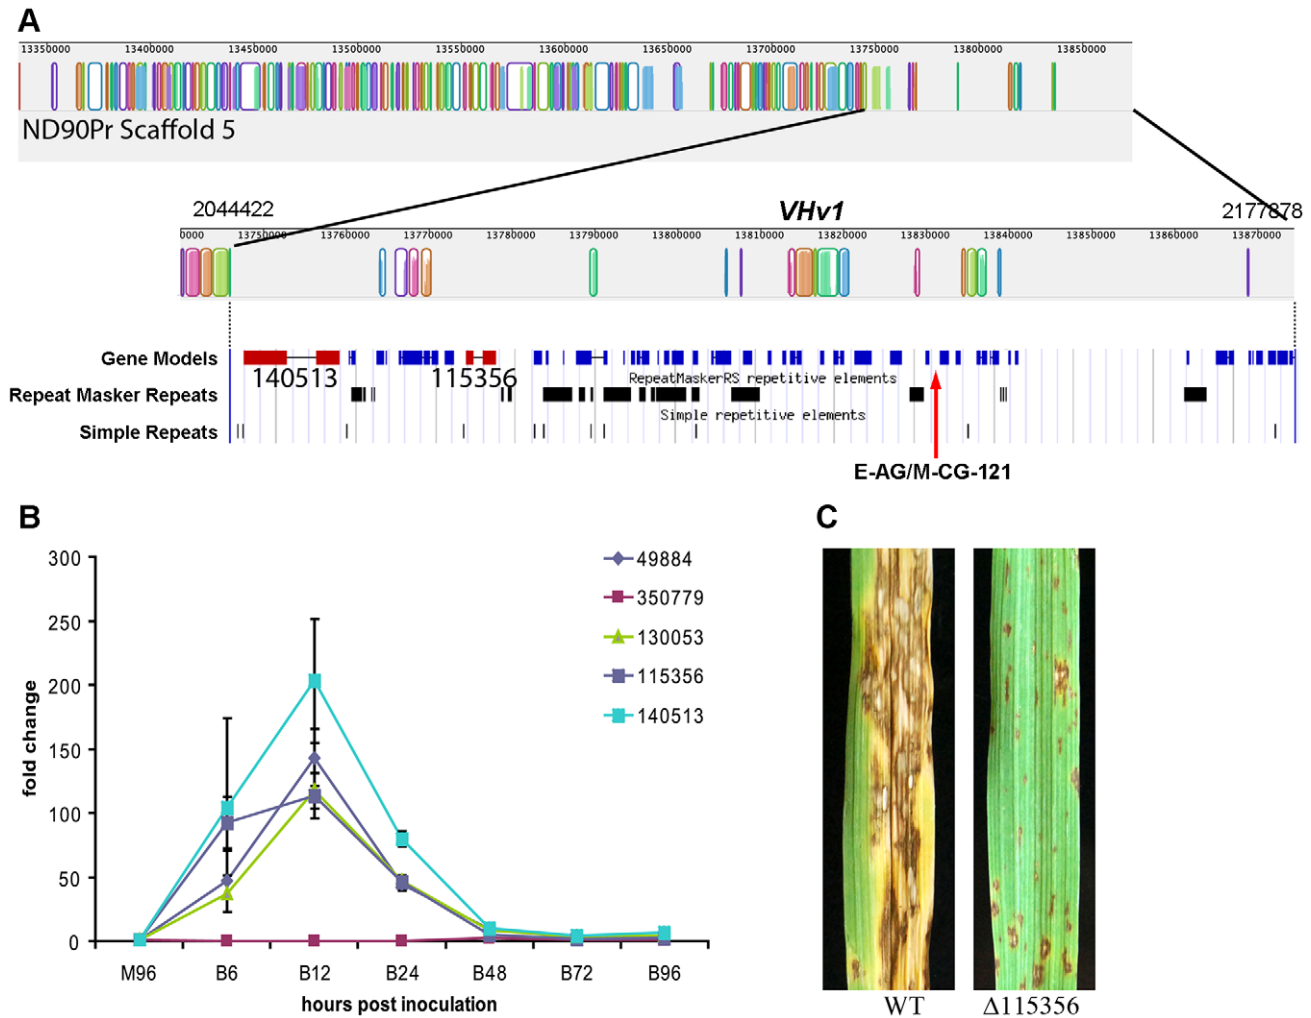 A
13350000 13400000 13450000 13500000 13550000 13600000 13650000 13700000 13750000 13800000 13850000
ND90Pr Scaffold 5
2044422 VHv1 2177878
0000 13750000 13760000 13770000 13780000 13790000 13800000 13810000 13820000 13830000 13840000 13850000 13860000 13870000
Gene Models
140513 115356
RepeatMaskerRS repetitive elements
Repeat Masker Repeats
Simple repetitive elements
Simple Repeats
E-AG/M-CG-121
B
300
250
200
150
100
50
0
fold change
M96 B6 B12 B24 B48 B72 B96
hours post inoculation
49884
350779
130053
115356
140513
C
WT Δ115356